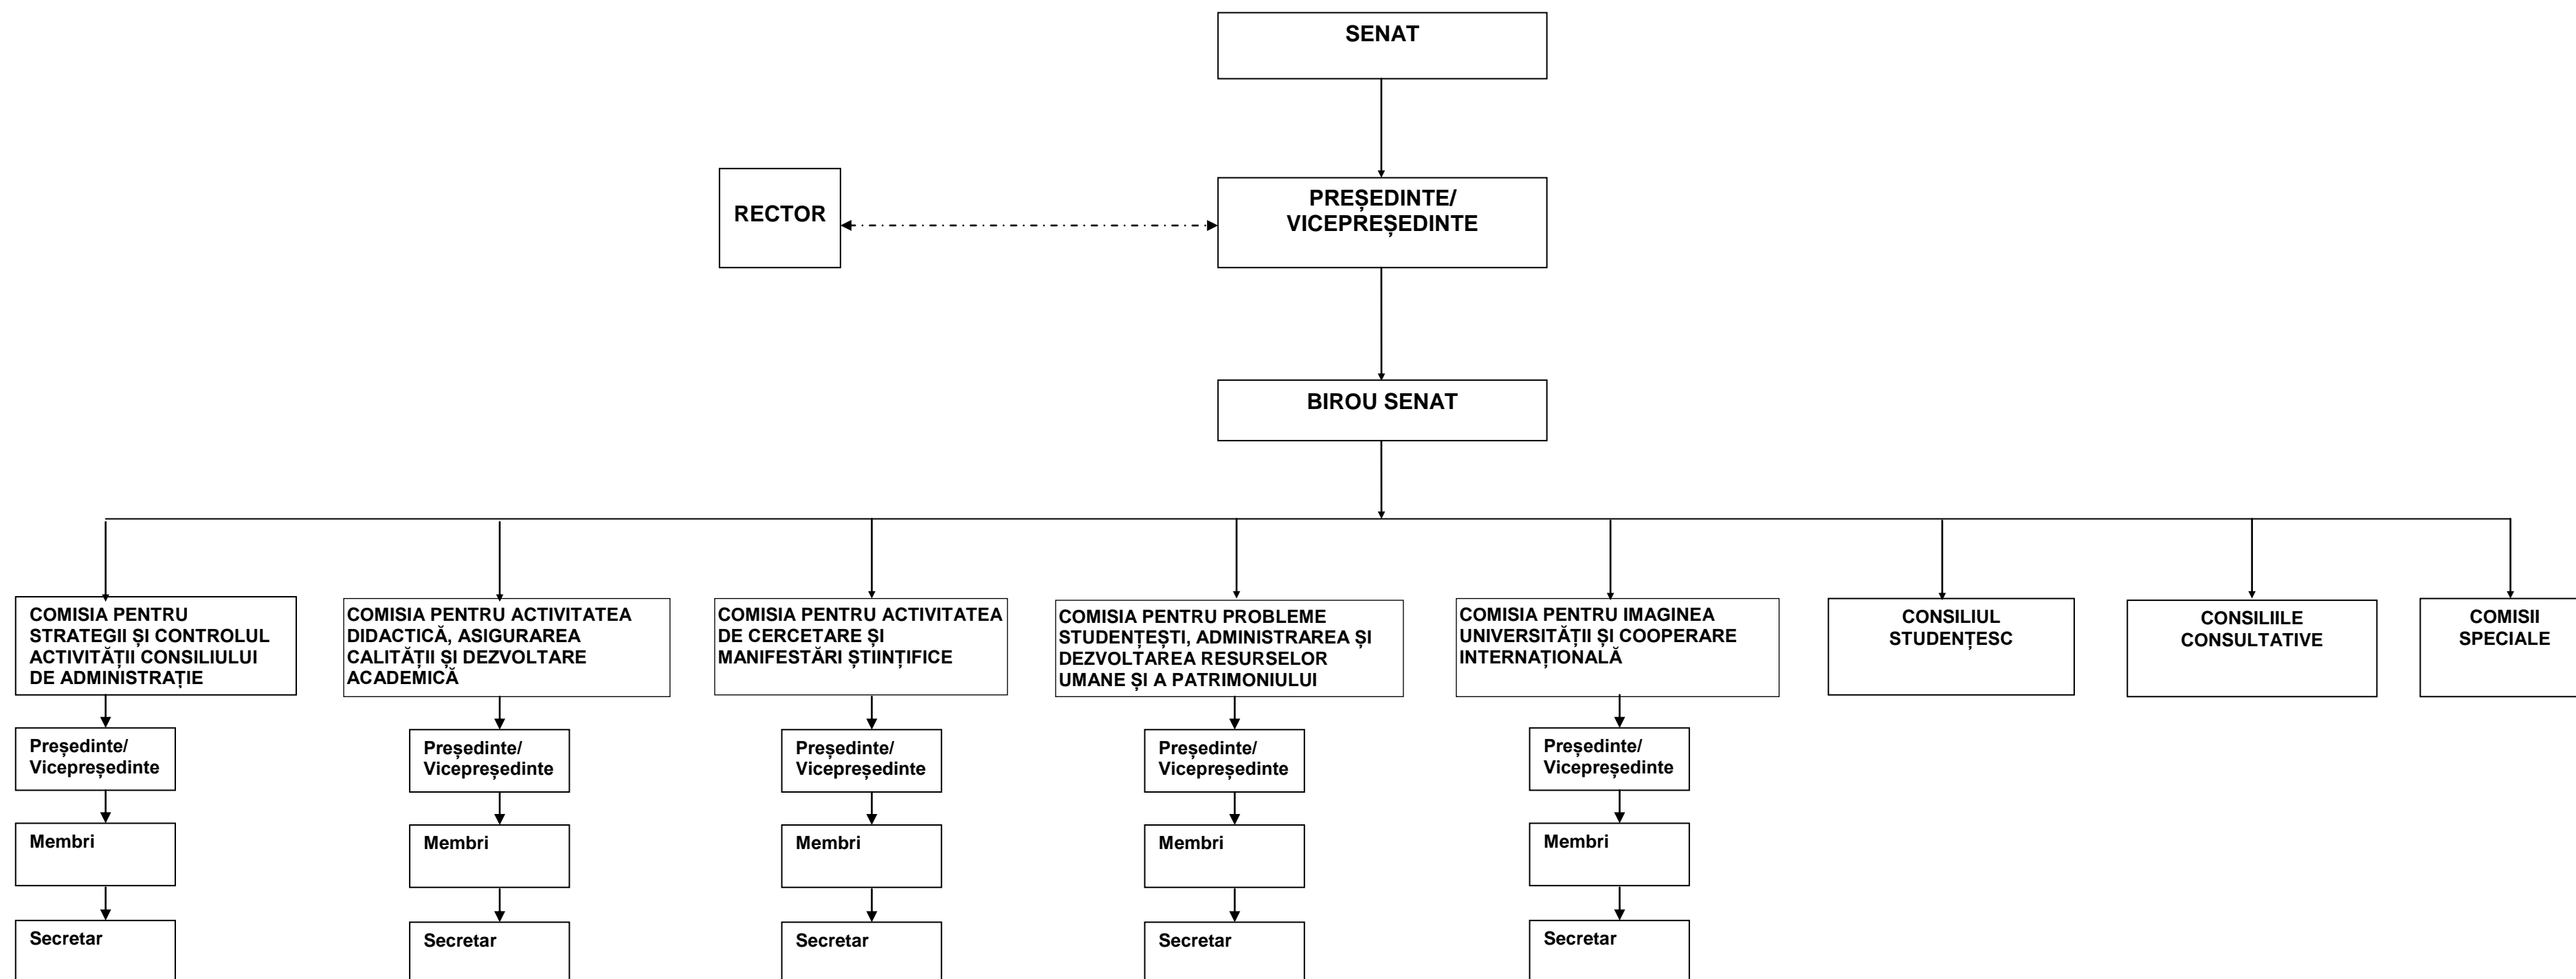 SENAT
RECTOR
PREȘEDINTE/
VICEPREȘEDINTE
BIROU SENAT
COMISIA PENTRU
STRATEGII ȘI CONTROLUL
ACTIVITĂȚII CONSILIULUI
DE ADMINISTRAȚIE
COMISIA PENTRU ACTIVITATEA
DIDACTICĂ, ASIGURAREA
CALITĂȚII ȘI DEZVOLTARE
ACADEMICĂ
COMISIA PENTRU ACTIVITATEA
DE CERCETARE ȘI
MANIFESTĂRI ȘTIINȚIFICE
COMISIA PENTRU PROBLEME
STUDENȚEȘTI, ADMINISTRAREA ȘI
DEZVOLTAREA RESURSELOR
UMANE ȘI A PATRIMONIULUI
COMISIA PENTRU IMAGINEA
UNIVERSITĂȚII ȘI COOPERARE
INTERNAȚIONALĂ
CONSILIUL
STUDENȚESC
CONSILIILE
CONSULTATIVE
COMISII
SPECIALE
Președinte/
Vicepreședinte
Președinte/
Vicepreședinte
Președinte/
Vicepreședinte
Președinte/
Vicepreședinte
Președinte/
Vicepreședinte
Membri
Membri
Membri
Membri
Membri
Secretar
Secretar
Secretar
Secretar
Secretar